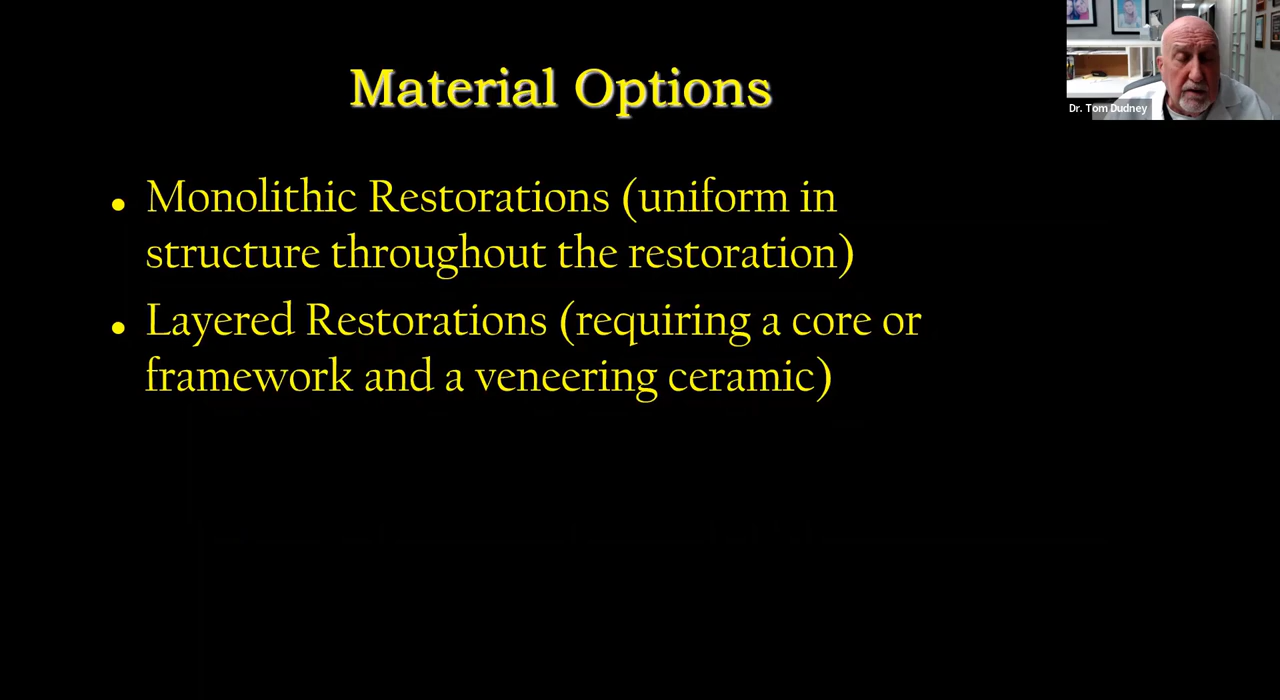 Material Options
• Monolithic Restorations (uniform in
structure throughout the restoration)
• Layered Restorations (requiring a core or
framework and a veneering ceramic)
Dr. Tom Dudney